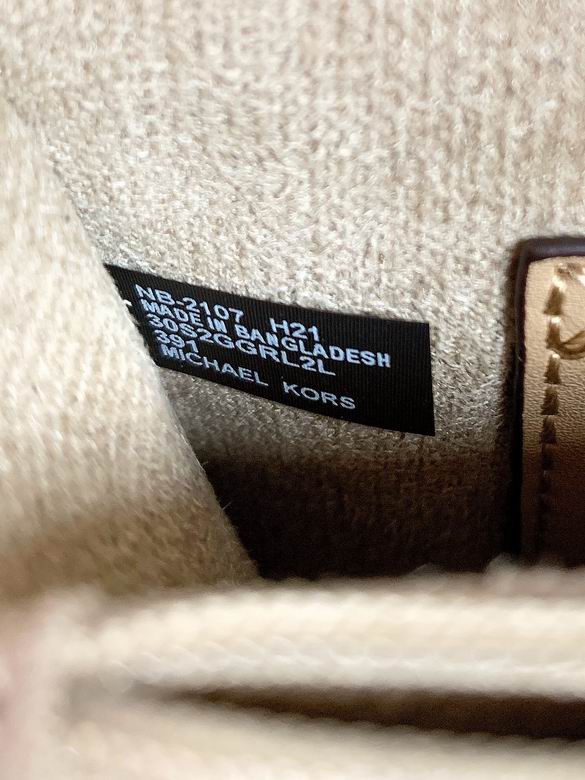 NB-2107 H21
MADE IN BANGLADESH
30S2GGRL2L
391
MICHAEL KORS